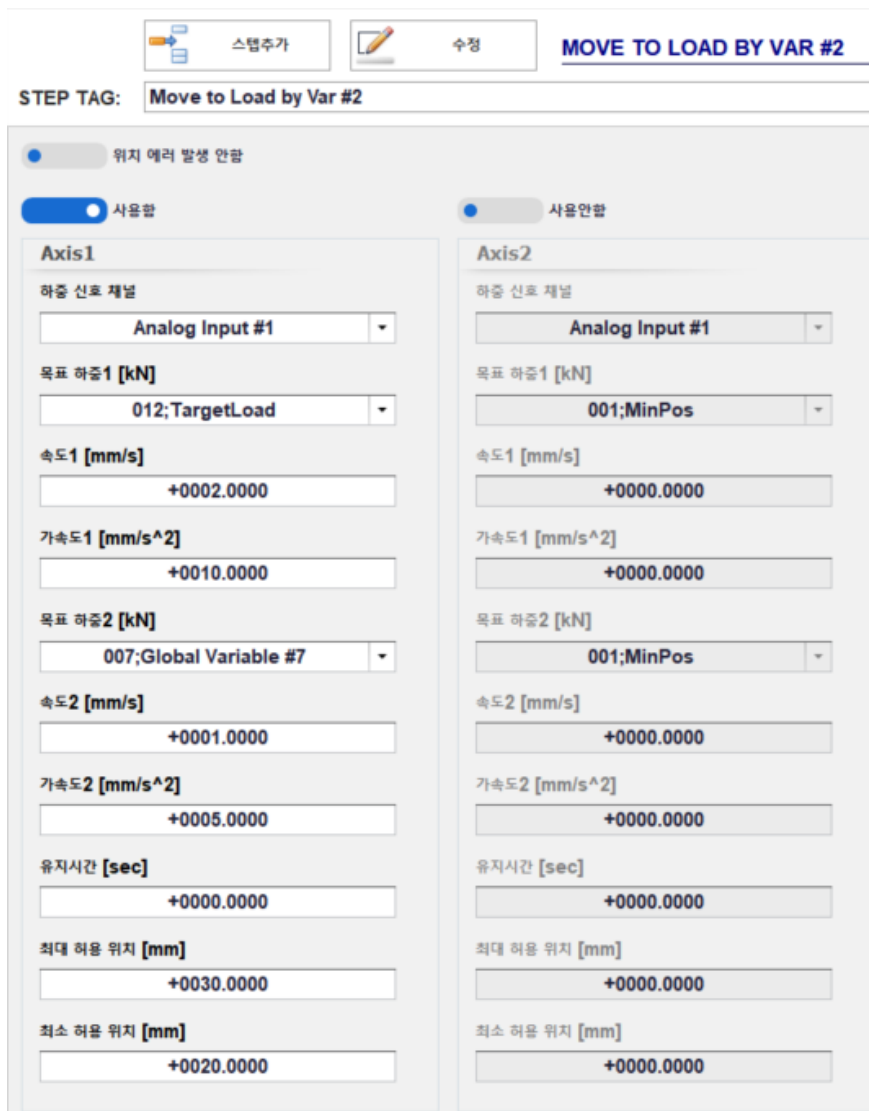 스텝추가
수정
MOVE TO LOAD BY VAR #2
STEP TAG: Move to Load by Var #2
위치 에러 발생 안함
사용함
사용안함
Axis1
하중 신호 채널
Analog Input #1
목표 하중1 [kN]
012;TargetLoad
속도1 [mm/s]
+0002.0000
가속도1 [mm/s^2]
+0010.0000
목표 하중2 [kN]
007;Global Variable #7
속도2 [mm/s]
+0001.0000
가속도2 [mm/s^2]
+0005.0000
유지시간 [sec]
+0000.0000
최대 허용 위치 [mm]
+0030.0000
최소 허용 위치 [mm]
+0020.0000
Axis2
하중 신호 채널
Analog Input #1
목표 하중1 [kN]
001;MinPos
속도1 [mm/s]
+0000.0000
가속도1 [mm/s^2]
+0000.0000
목표 하중2 [kN]
001;MinPos
속도2 [mm/s]
+0000.0000
가속도2 [mm/s^2]
+0000.0000
유지시간 [sec]
+0000.0000
최대 허용 위치 [mm]
+0000.0000
최소 허용 위치 [mm]
+0000.0000